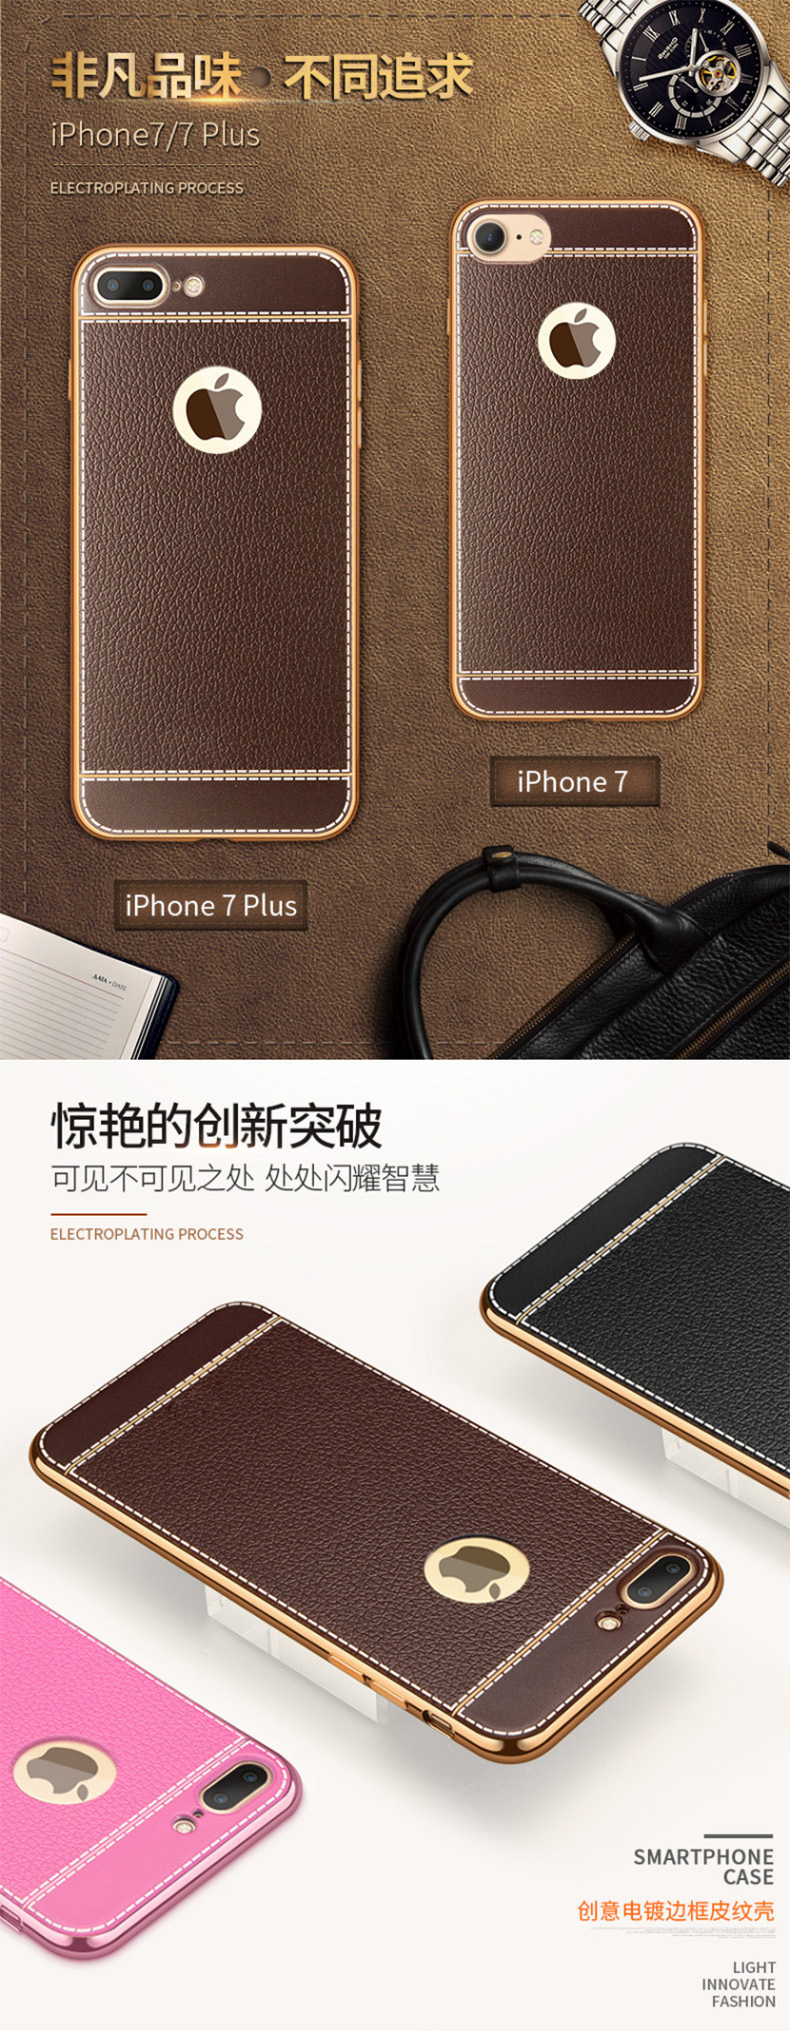 非凡品味 不同追求
iPhone7/7 Plus
ELECTROPLATING PROCESS
iPhone 7
iPhone 7 Plus
惊艳的创新突破
可见不可见之处 处处闪耀智慧
ELECTROPLATING PROCESS
SMARTPHONE
CASE
创意电镀边框皮纹壳
LIGHT
INNOVATE
FASHION